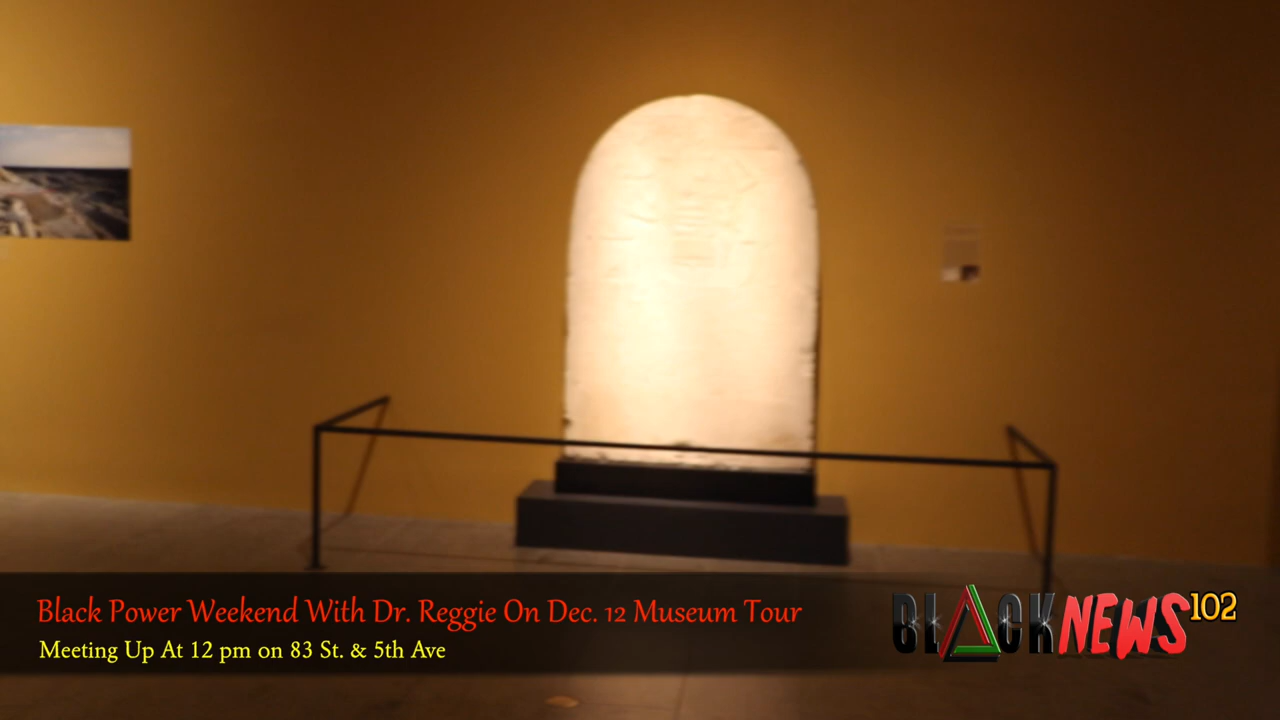 Black Power Weekend With Dr. Reggie On Dec. 12 Museum Tour
Meeting Up At 12 pm on 83 St. & 5th Ave
BLACKNEWS102